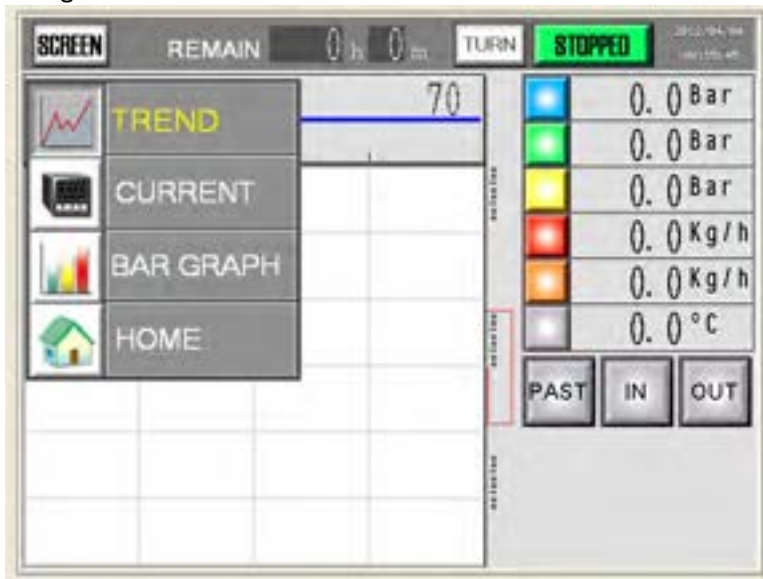 SCREEN REMAIN 0 h 0 m TURN STOPPED
TREND
CURRENT
BAR GRAPH
HOME
70
0.0 Bar
0.0 Bar
0.0 Bar
0.0 Kg/h
0.0 Kg/h
0.0 °C
PAST IN OUT